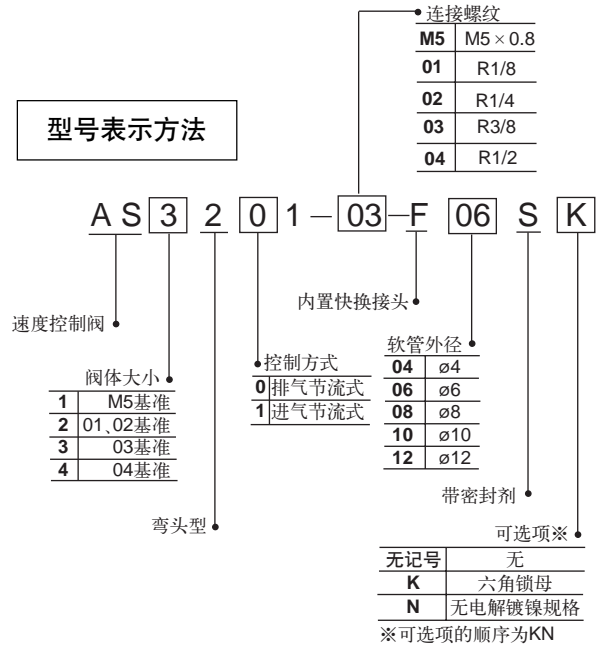 连接螺纹
M5 M5×0.8
01 R1/8
02 R1/4
03 R3/8
04 R1/2
型号表示方法
AS 3 2 0 1－03－F 06 S K
内置快换接头
速度控制阀
软管外径
04 ø4
06 ø6
08 ø8
10 ø10
12 ø12
控制方式
0 排气节流式
1 进气节流式
阀体大小
1 M5基准
2 01、02基准
3 03基准
4 04基准
带密封剂
弯头型
可选项※
无记号 无
K 六角锁母
N 无电解镀镍规格
※可选项的顺序为KN